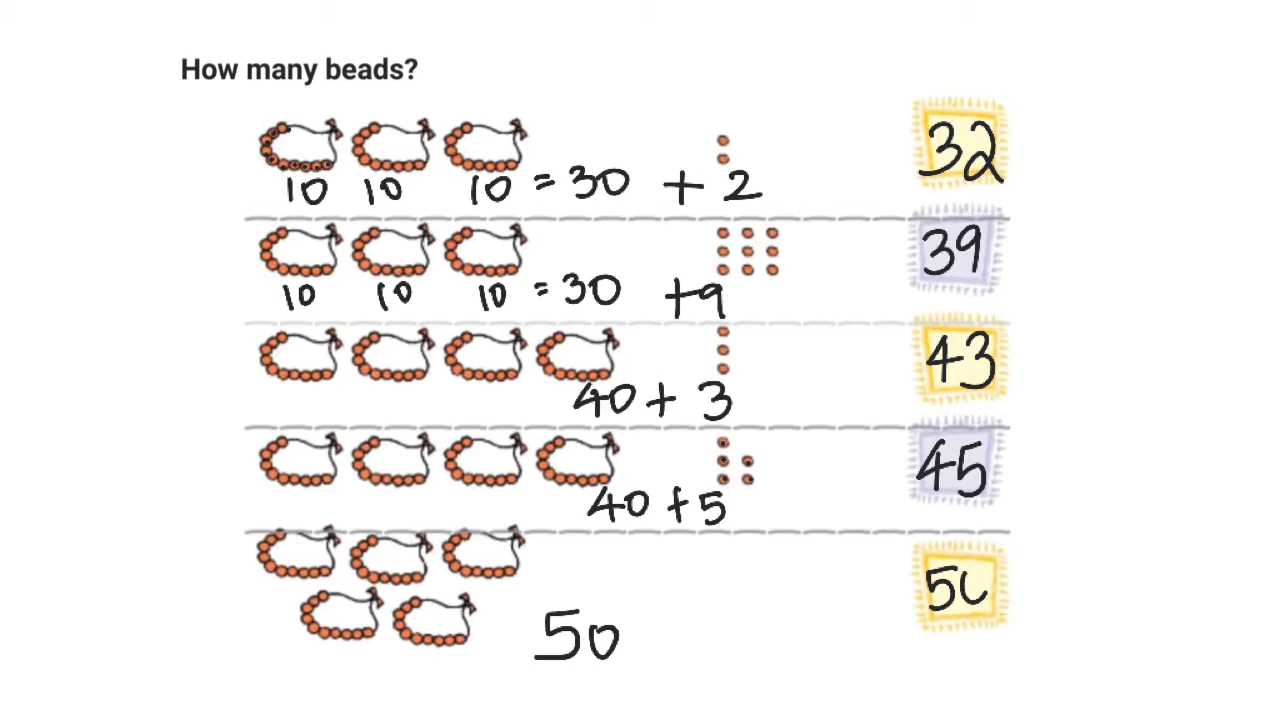 How many beads?
10 10 10 = 30 + 2 32
10 10 10 = 30 +9 39
40 + 3 43
40 + 5 45
50 50